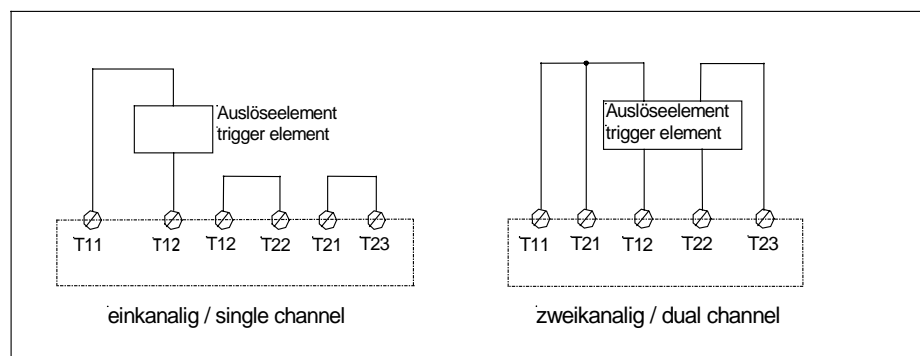 Auslöseelement
trigger element
T11 T12 T12 T22 T21 T23
einkanalig / single channel
Auslöseelement
trigger element
T11 T21 T12 T22 T23
zweikanalig / dual channel